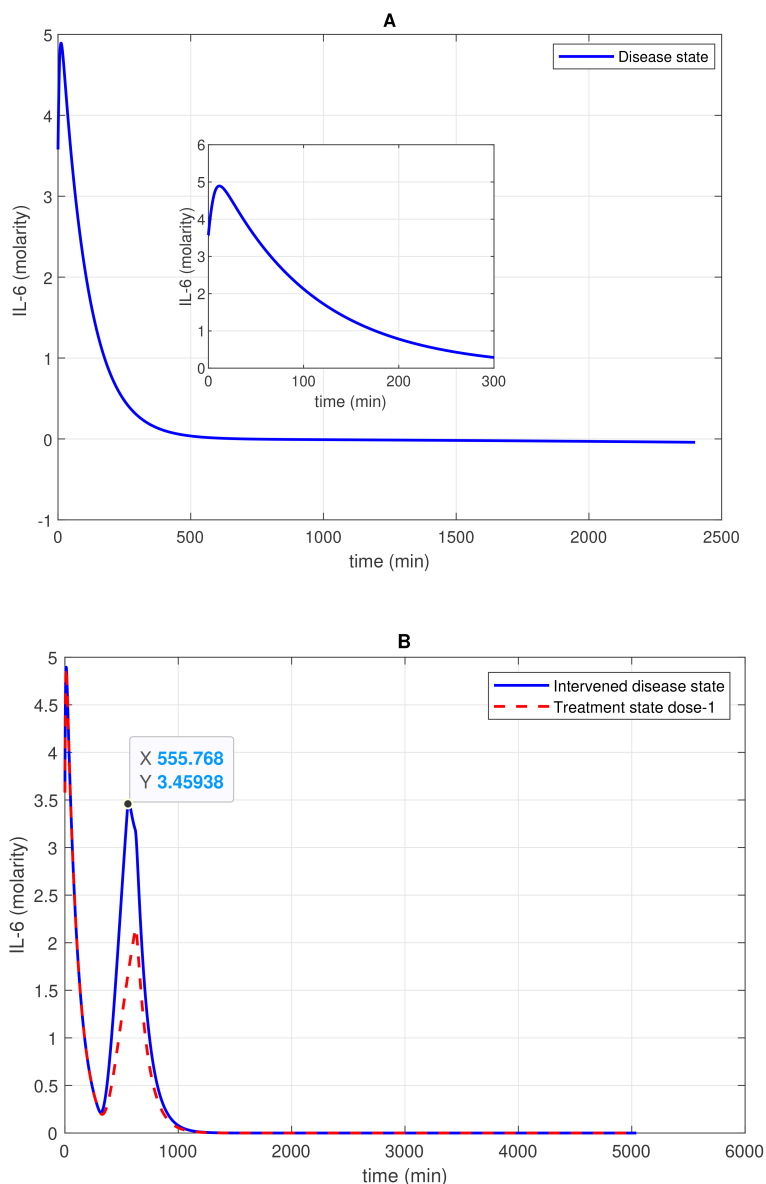 A
5
4
3
2
1
0
-1
IL-6 (molarity)
Disease state
6
5
4
3
2
1
0
IL-6 (molarity)
0 100 200 300
time (min)
0 500 1000 1500 2000 2500
time (min)
B
5
4.5
4
3.5
3
2.5
2
1.5
1
0.5
0
IL-6 (molarity)
Intervened disease state
Treatment state dose-1
X 555.768
Y 3.45938
0 1000 2000 3000 4000 5000 6000
time (min)